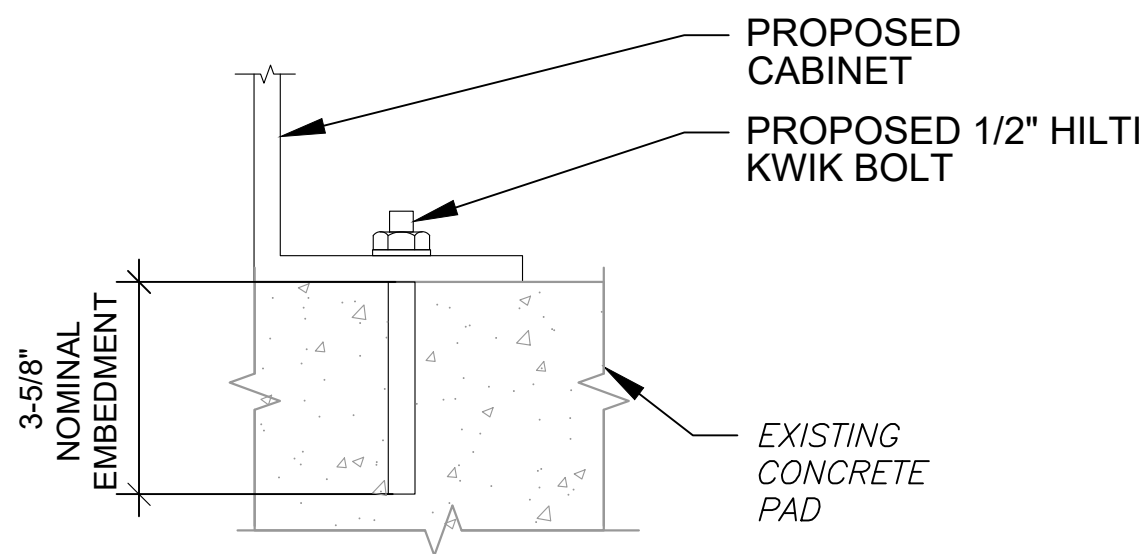 PROPOSED
CABINET
PROPOSED 1/2" HILTI
KWIK BOLT
3-5/8"
NOMINAL
EMBEDMENT
EXISTING
CONCRETE
PAD